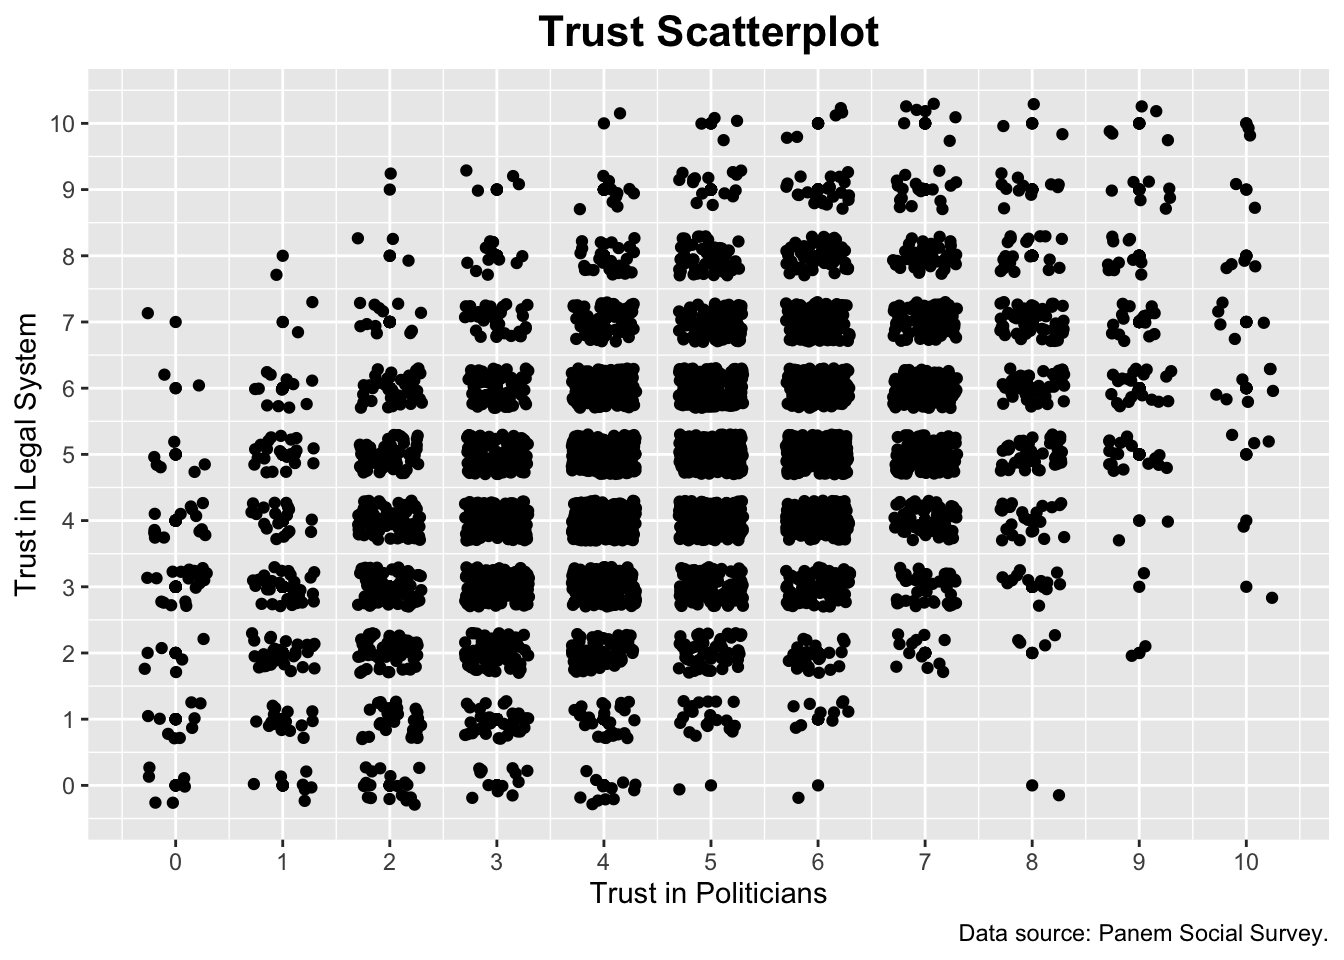 Trust Scatterplot
Trust in Legal System
10
9
8
7
6
5
4
3
2
1
0
0 1 2 3 4 5 6 7 8 9 10
Trust in Politicians
Data source: Panem Social Survey.